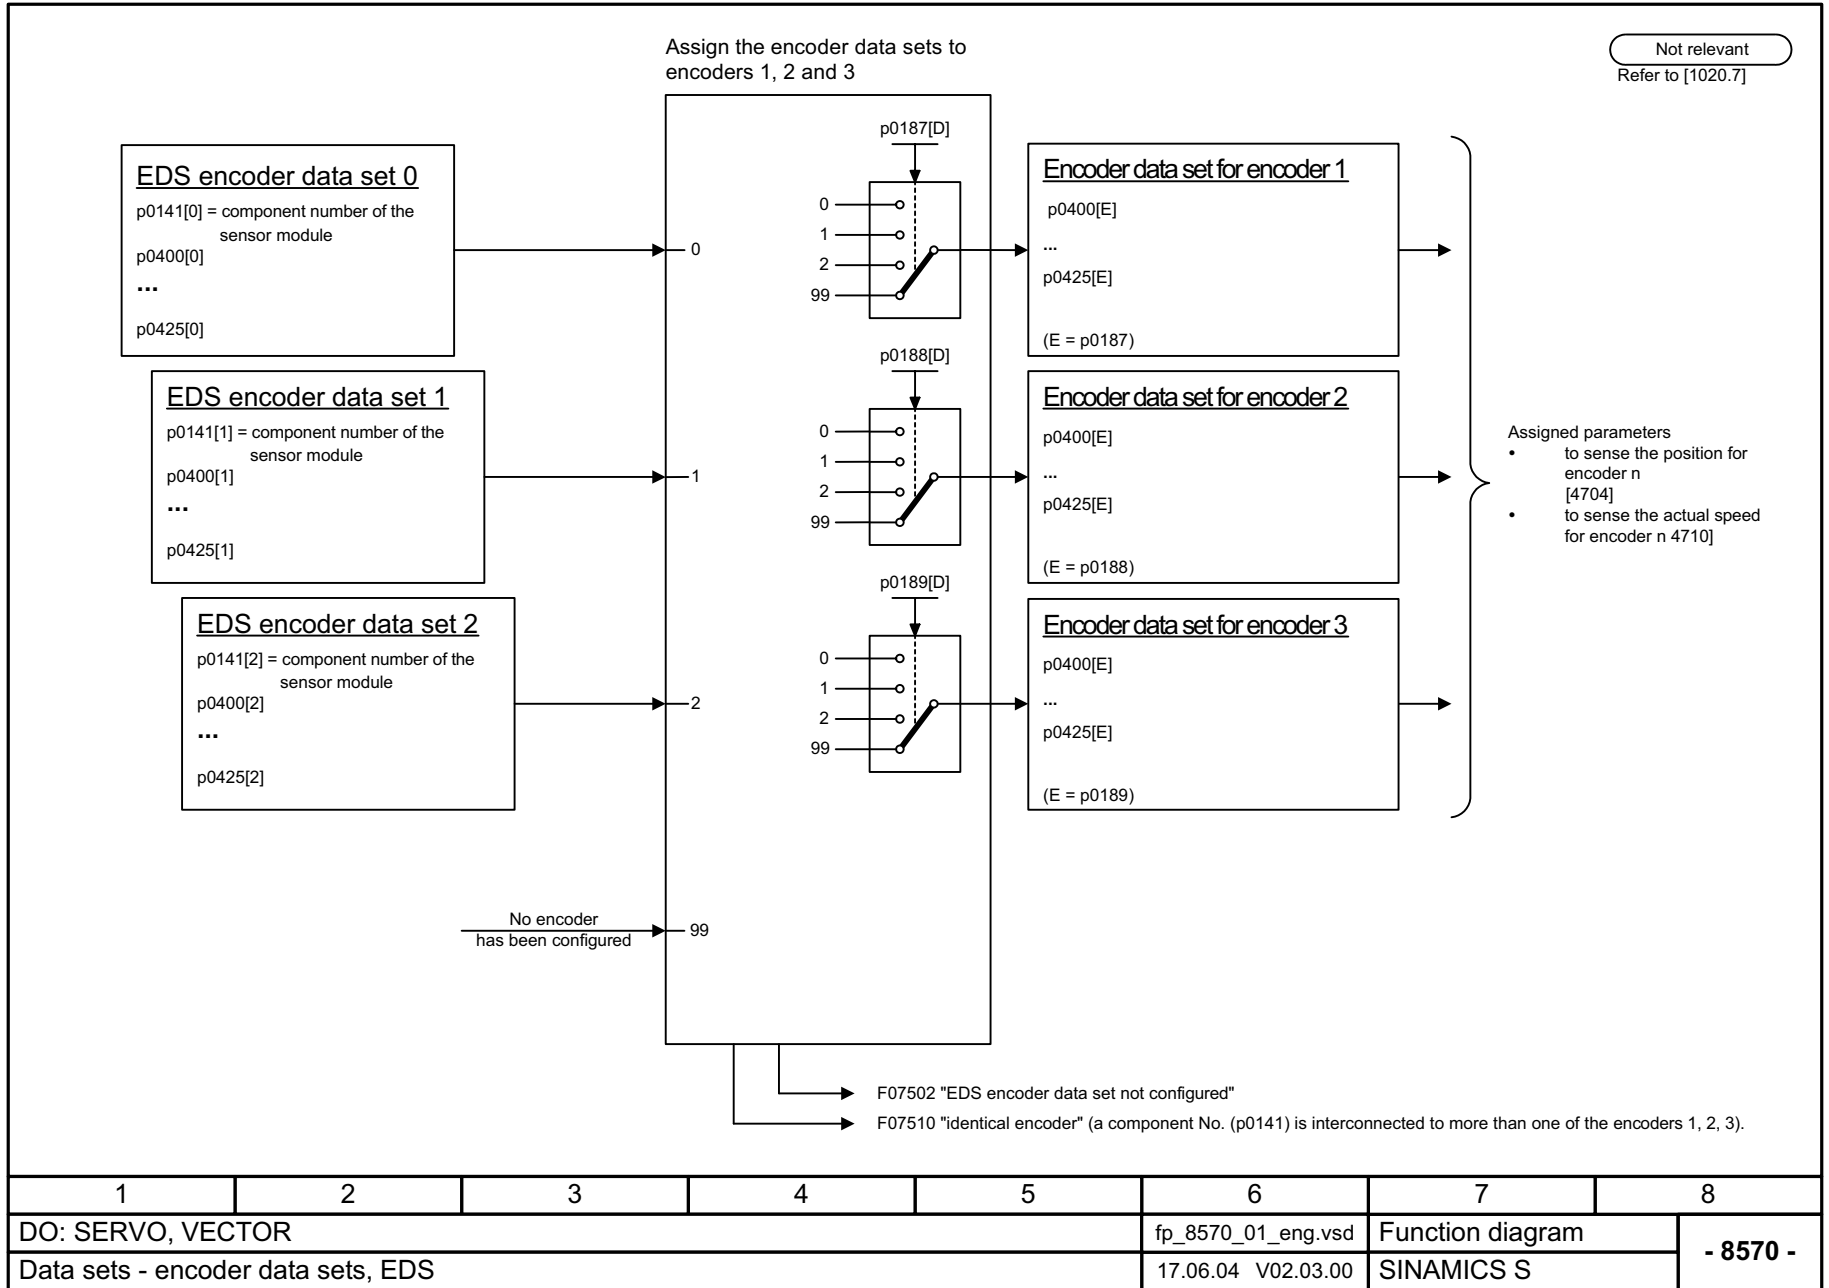 Assign the encoder data sets to
encoders 1, 2 and 3
Not relevant
Refer to [1020.7]
EDS encoder data set 0
p0141[0] = component number of the
sensor module
p0400[0]
...
p0425[0]
EDS encoder data set 1
p0141[1] = component number of the
sensor module
p0400[1]
...
p0425[1]
EDS encoder data set 2
p0141[2] = component number of the
sensor module
p0400[2]
...
p0425[2]
No encoder
has been configured
0
1
2
99
p0187[D]
0
1
2
99
p0188[D]
0
1
2
99
p0189[D]
0
1
2
99
Encoder data set for encoder 1
p0400[E]
...
p0425[E]
(E = p0187)
Encoder data set for encoder 2
p0400[E]
...
p0425[E]
(E = p0188)
Encoder data set for encoder 3
p0400[E]
...
p0425[E]
(E = p0189)
Assigned parameters
• to sense the position for
encoder n
[4704]
• to sense the actual speed
for encoder n 4710]
F07502 "EDS encoder data set not configured"
F07510 "identical encoder" (a component No. (p0141) is interconnected to more than one of the encoders 1, 2, 3).
1 2 3 4 5 6 7 8
DO: SERVO, VECTOR
fp_8570_01_eng.vsd
Function diagram
- 8570 -
Data sets - encoder data sets, EDS
17.06.04 V02.03.00
SINAMICS S